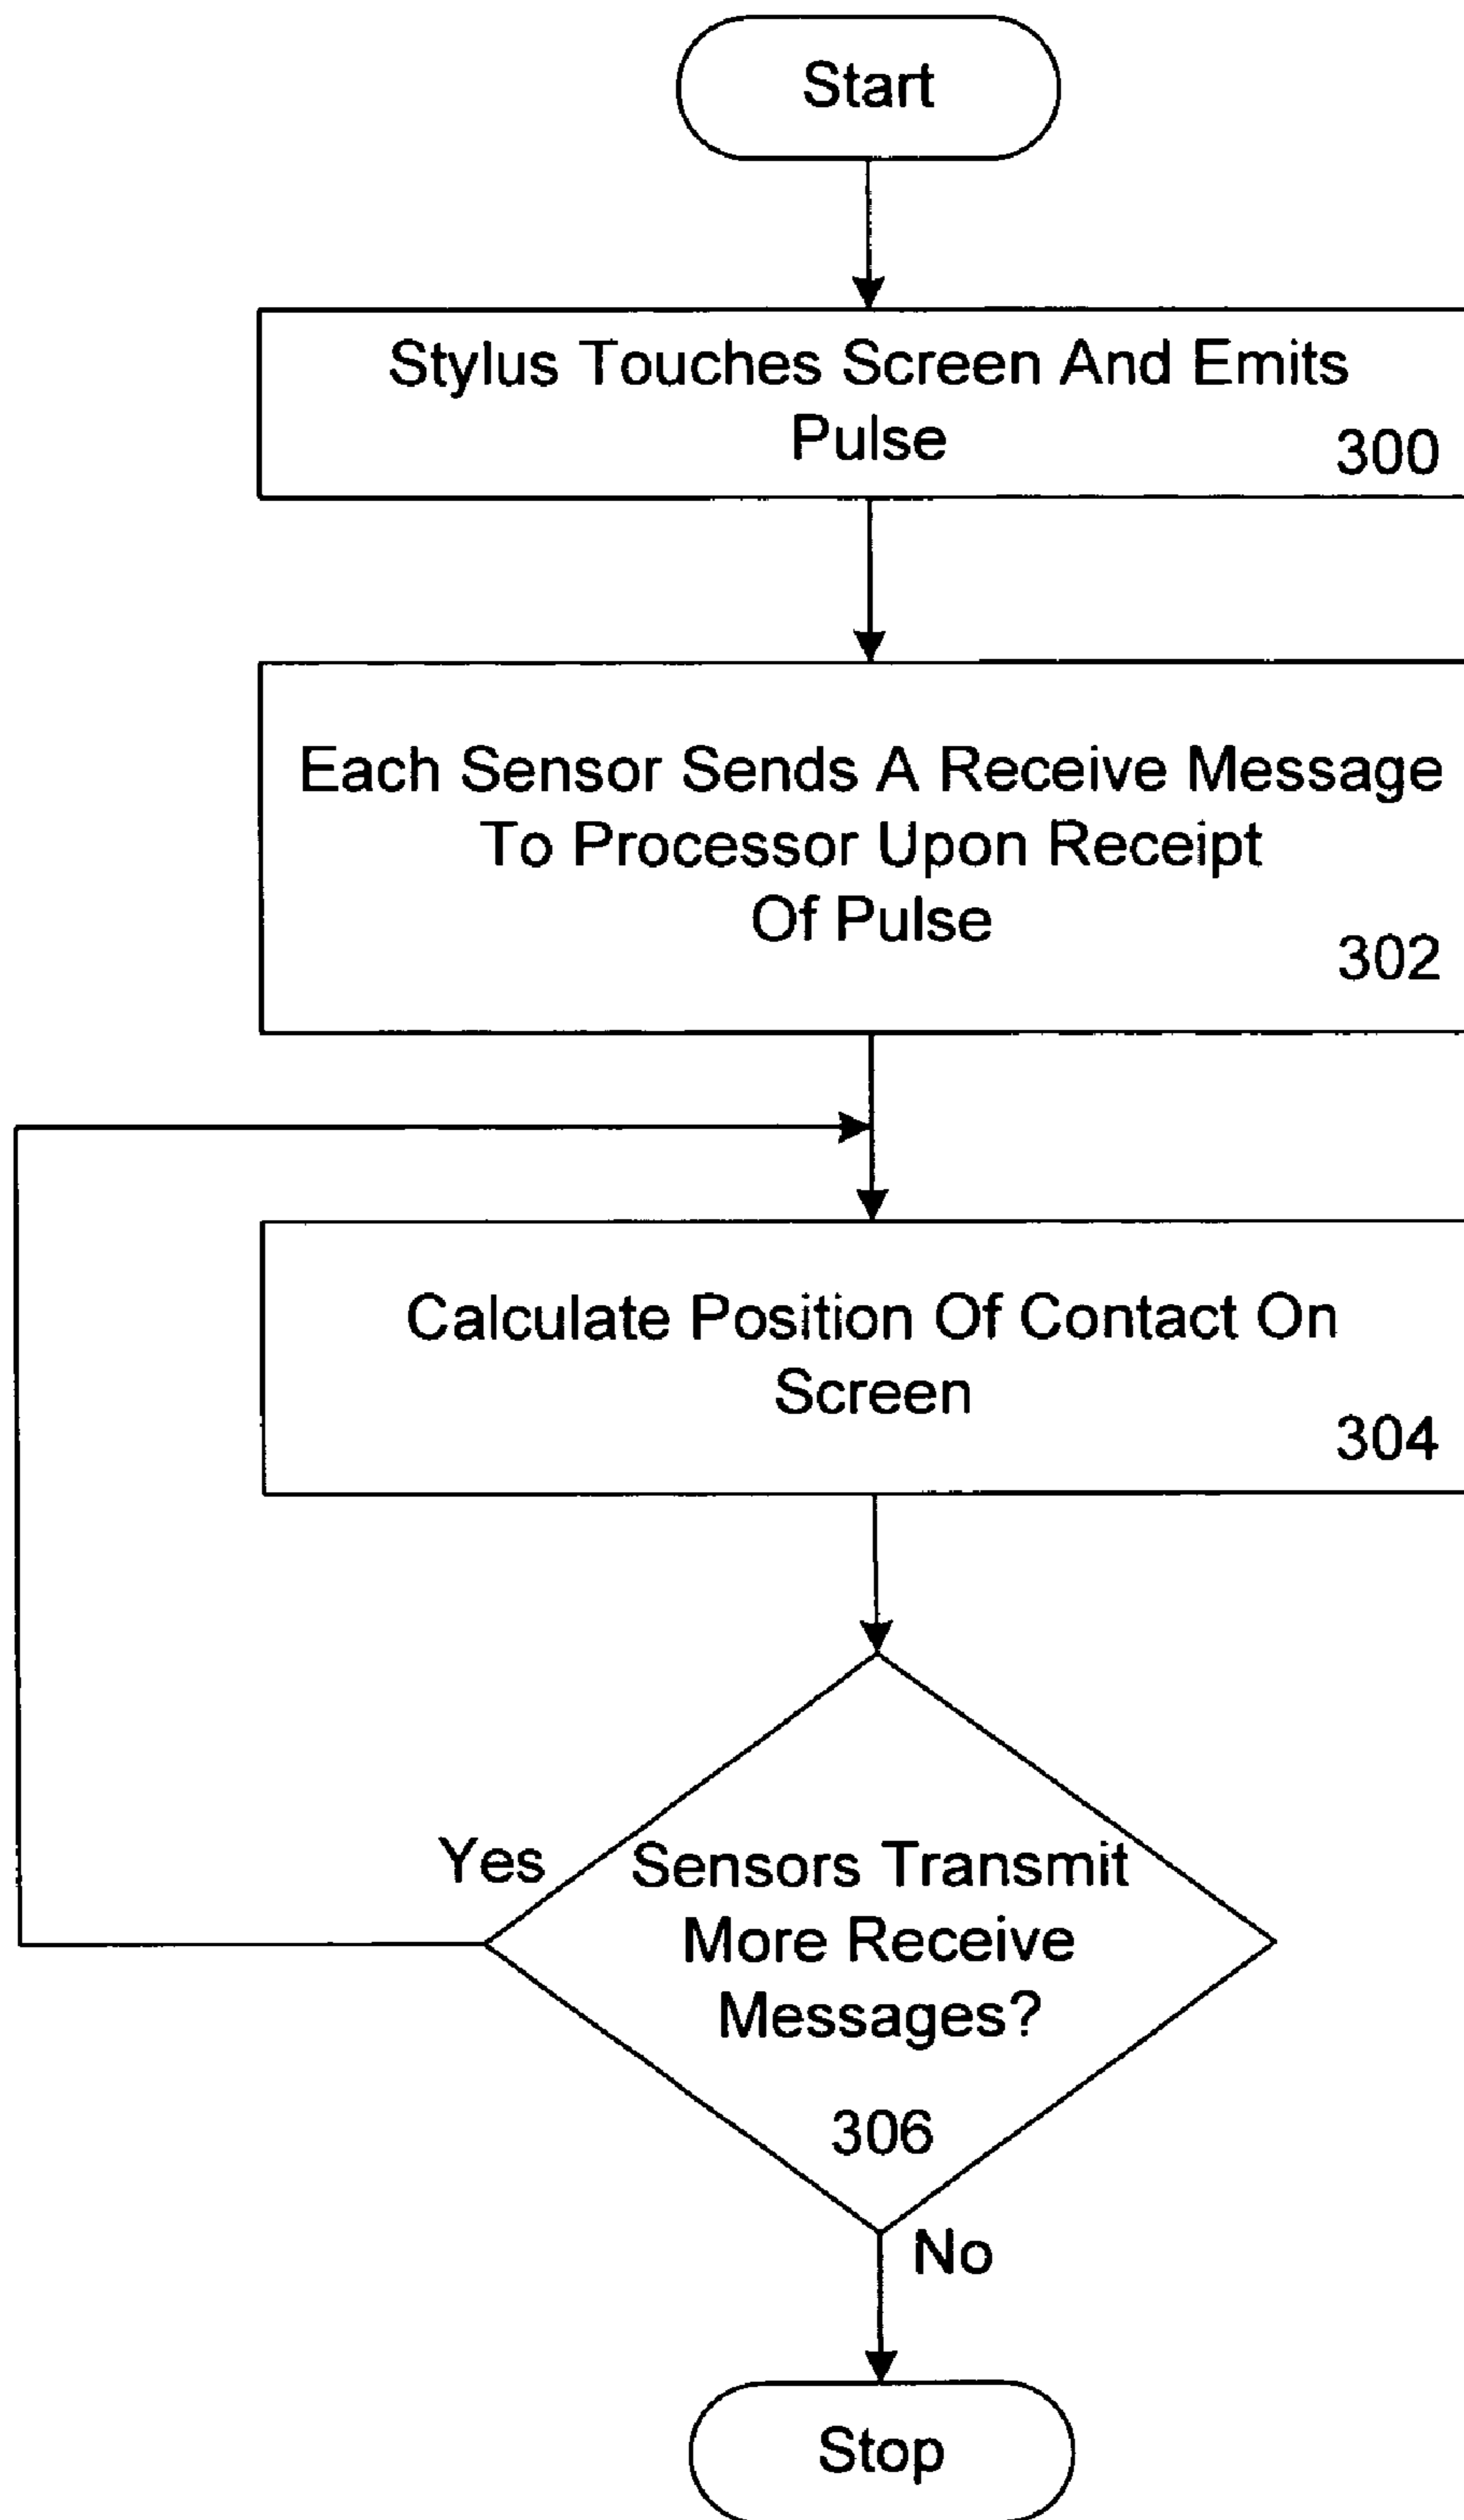 Start
Stylus Touches Screen And Emits
Pulse
300
Each Sensor Sends A Receive Message
To Processor Upon Receipt
Of Pulse
302
Calculate Position Of Contact On
Screen
304
Yes
Sensors Transmit
More Receive
Messages?
306
No
Stop